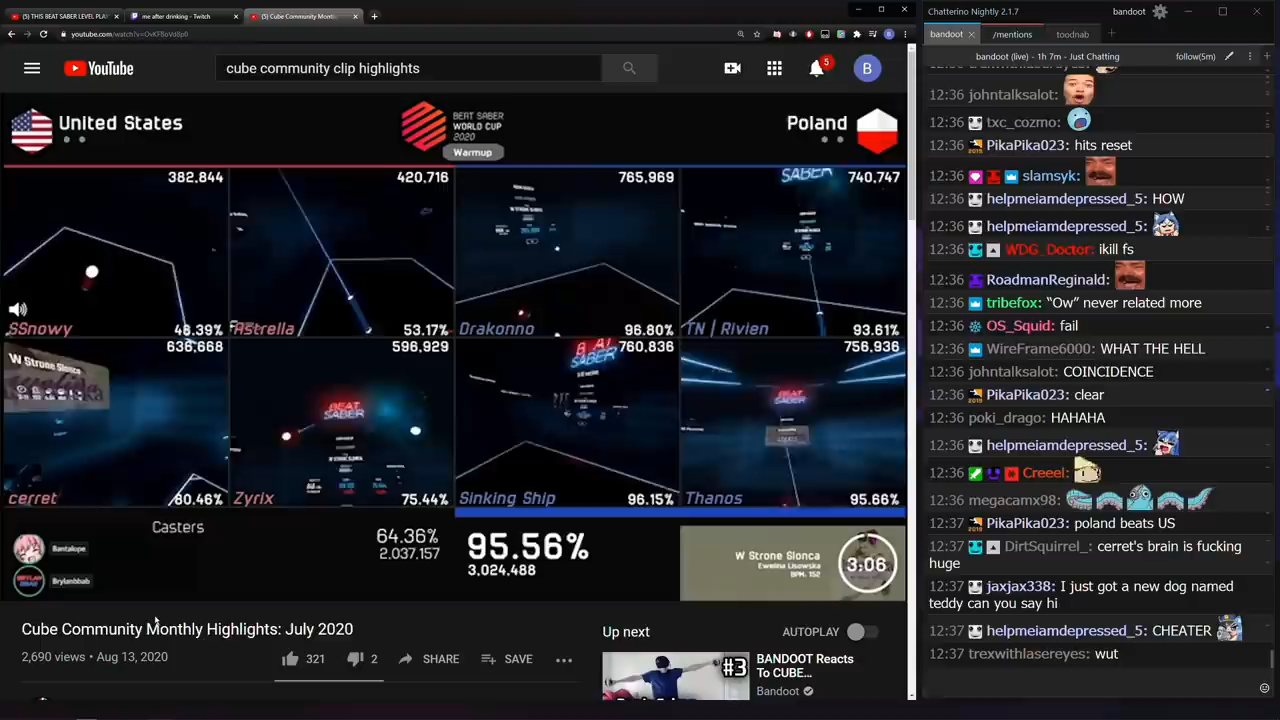 (5) THIS BEAT SABER LEVEL PLAY
me after drinking - Twitch
(5) Cube Community Month
youtube.com/watch?v=OvKFBoVd8p0
YouTube
cube community clip highlights
5
B
United States
BEAT SABER
WORLD CUP
2020
Warmup
Poland
382,844
420,716
765,969
740,747
SABER
SSnowy
48.39%
Astrella
53.17%
Drakonno
96.80%
TN | Rivien
93.61%
636,668
596,929
760,836
756,936
W Strone Slonca
BEAT
SABER
BEAT
SABER
BEAT
SABER
cerret
80.46%
Zyrix
75.44%
Sinking Ship
96.15%
Thanos
95.66%
Casters
Bantalope
Brylanbbab
64.36%
2,037,157
95.56%
3,024,488
W Strone Slonca
Ewelina Lisowska
BPM: 152
3:06
Cube Community Monthly Highlights: July 2020
2,690 views • Aug 13, 2020
321
2
SHARE
SAVE
Up next
AUTOPLAY
#3
BANDOOT Reacts
To CUBE...
Bandoot
Chatterino Nightly 2.1.7
bandoot
bandoot
/mentions
toodnab
bandoot (live) - 1h 7m - Just Chatting
follow(5m)
12:36 johntalksalot:
12:36 txc_cozmo:
12:36 PikaPika023: hits reset
12:36 slamsyk:
12:36 helpmeiamdepressed_5: HOW
12:36 helpmeiamdepressed_5:
12:36 WDG_Doctor: ikill fs
12:36 RoadmanReginald:
12:36 tribefox: “Ow” never related more
12:36 OS_Squid: fail
12:36 WireFrame6000: WHAT THE HELL
12:36 johntalksalot: COINCIDENCE
12:36 PikaPika023: clear
12:36 poki_drago: HAHAHA
12:36 helpmeiamdepressed_5:
12:36 Creeel:
12:36 megacamx98:
12:37 PikaPika023: poland beats US
12:37 DirtSquirrel_: cerret's brain is fucking
huge
12:37 jaxjax338: I just got a new dog named
teddy can you say hi
12:37 helpmeiamdepressed_5: CHEATER
12:37 trexwithlasereyes: wut